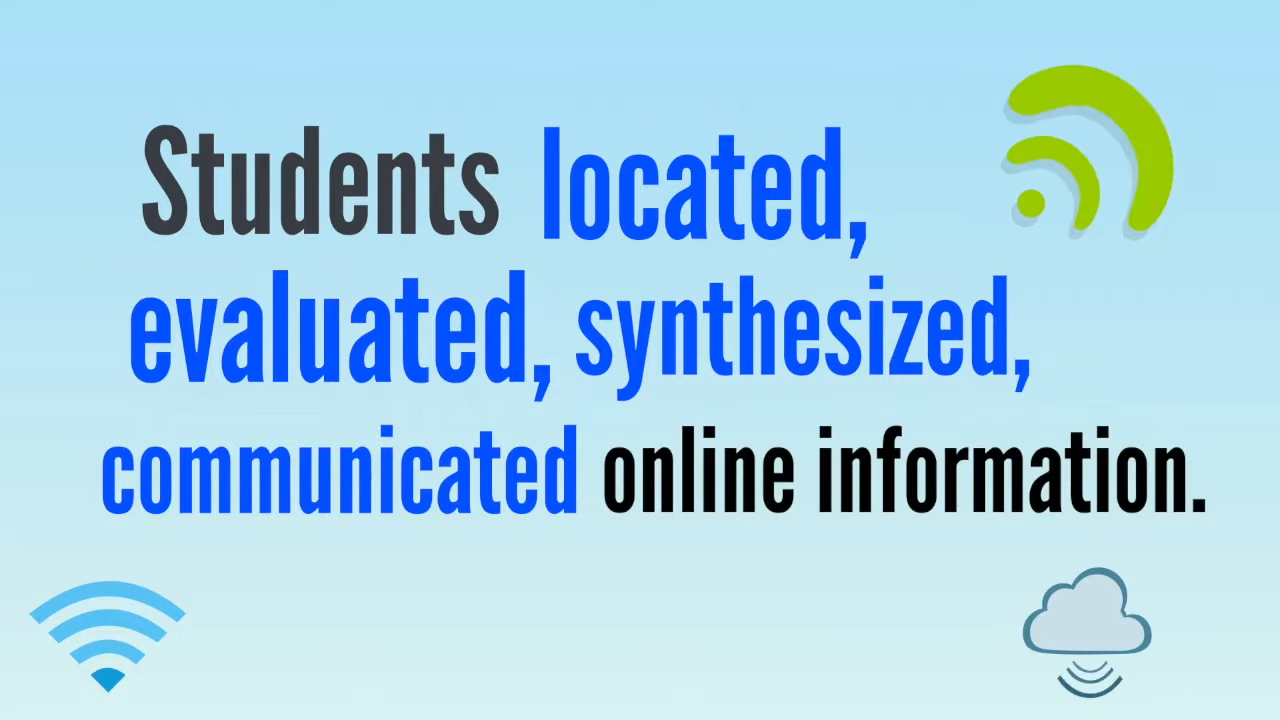 Students located,
evaluated, synthesized,
communicated online information.